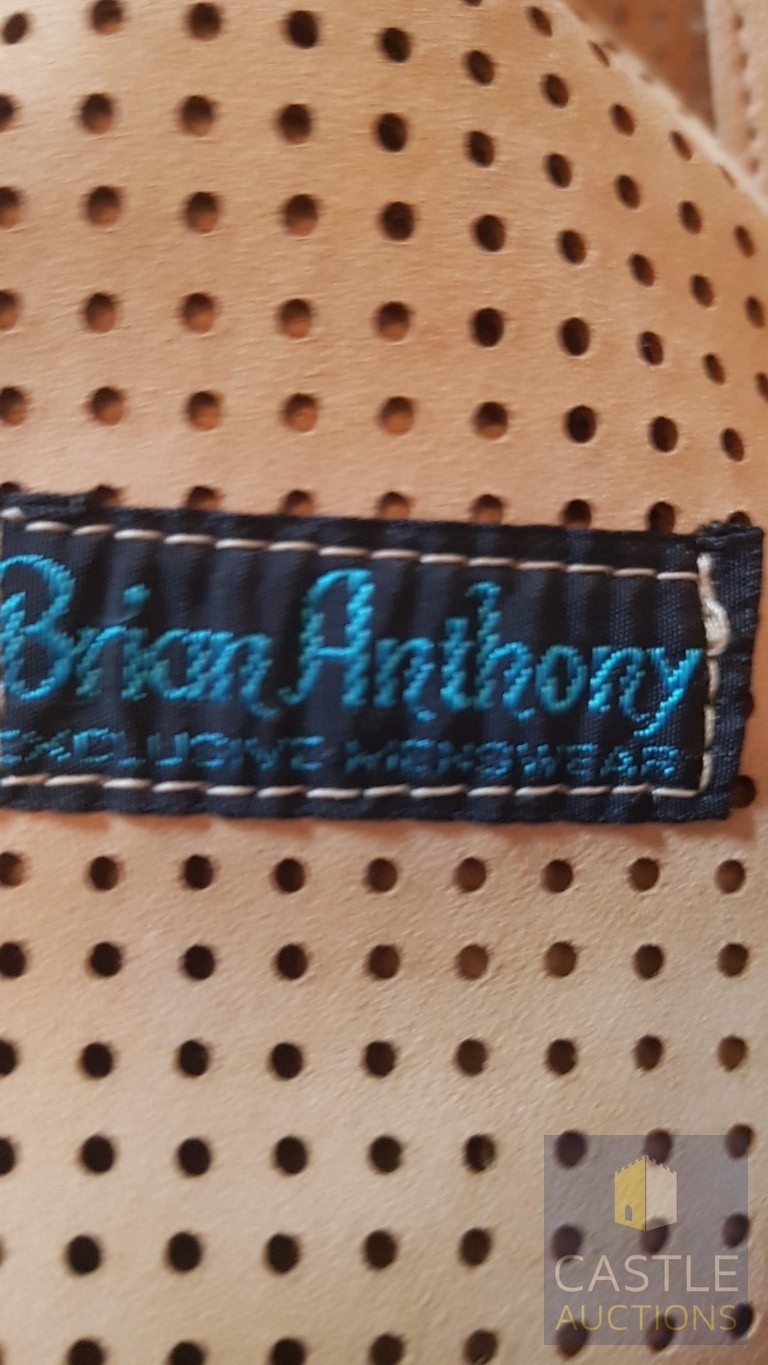 Brian Anthony
EXCLUSIVE MENSWEAR
CASTLE
AUCTIONS